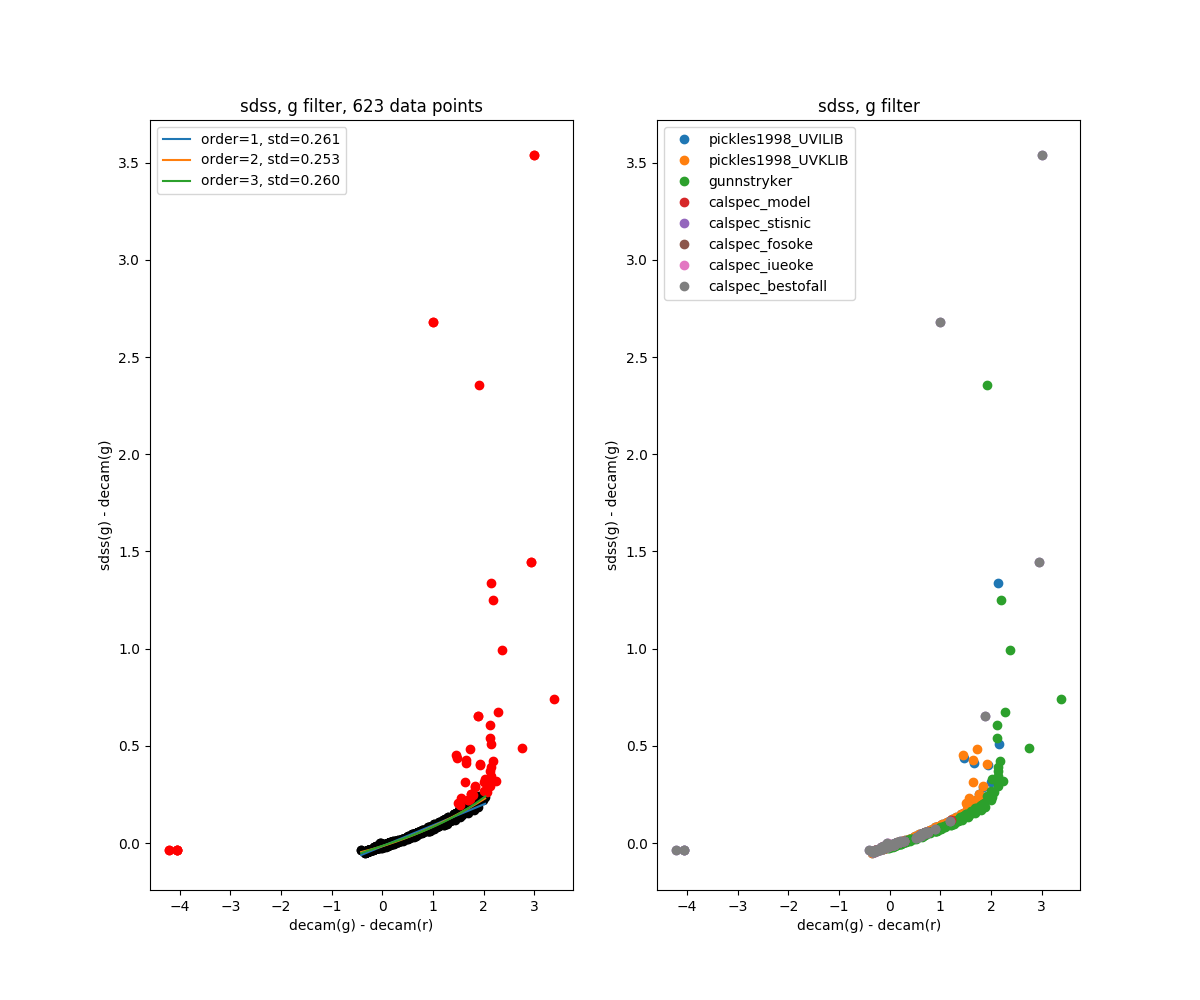 sdss, g filter, 623 data points
order=1, std=0.261
order=2, std=0.253
order=3, std=0.260
3.5
3.0
2.5
2.0
1.5
1.0
0.5
0.0
sdss(g) - decam(g)
−4
−3
−2
−1
0
1
2
3
decam(g) - decam(r)
sdss, g filter
pickles1998_UVILIB
pickles1998_UVKLIB
gunnstryker
calspec_model
calspec_stisnic
calspec_fosoke
calspec_iueoke
calspec_bestofall
3.5
3.0
2.5
2.0
1.5
1.0
0.5
0.0
sdss(g) - decam(g)
−4
−3
−2
−1
0
1
2
3
decam(g) - decam(r)